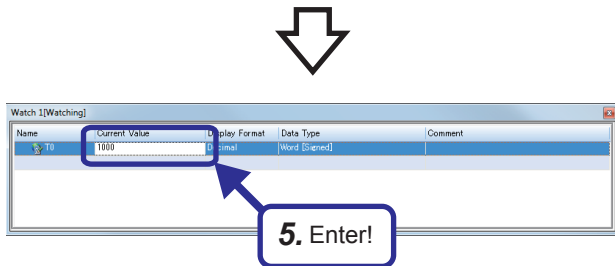 Watch 1[Watching]
Name Current Value Display Format Data Type Comment
T0 1000 Decimal Word [Signed]
5. Enter!